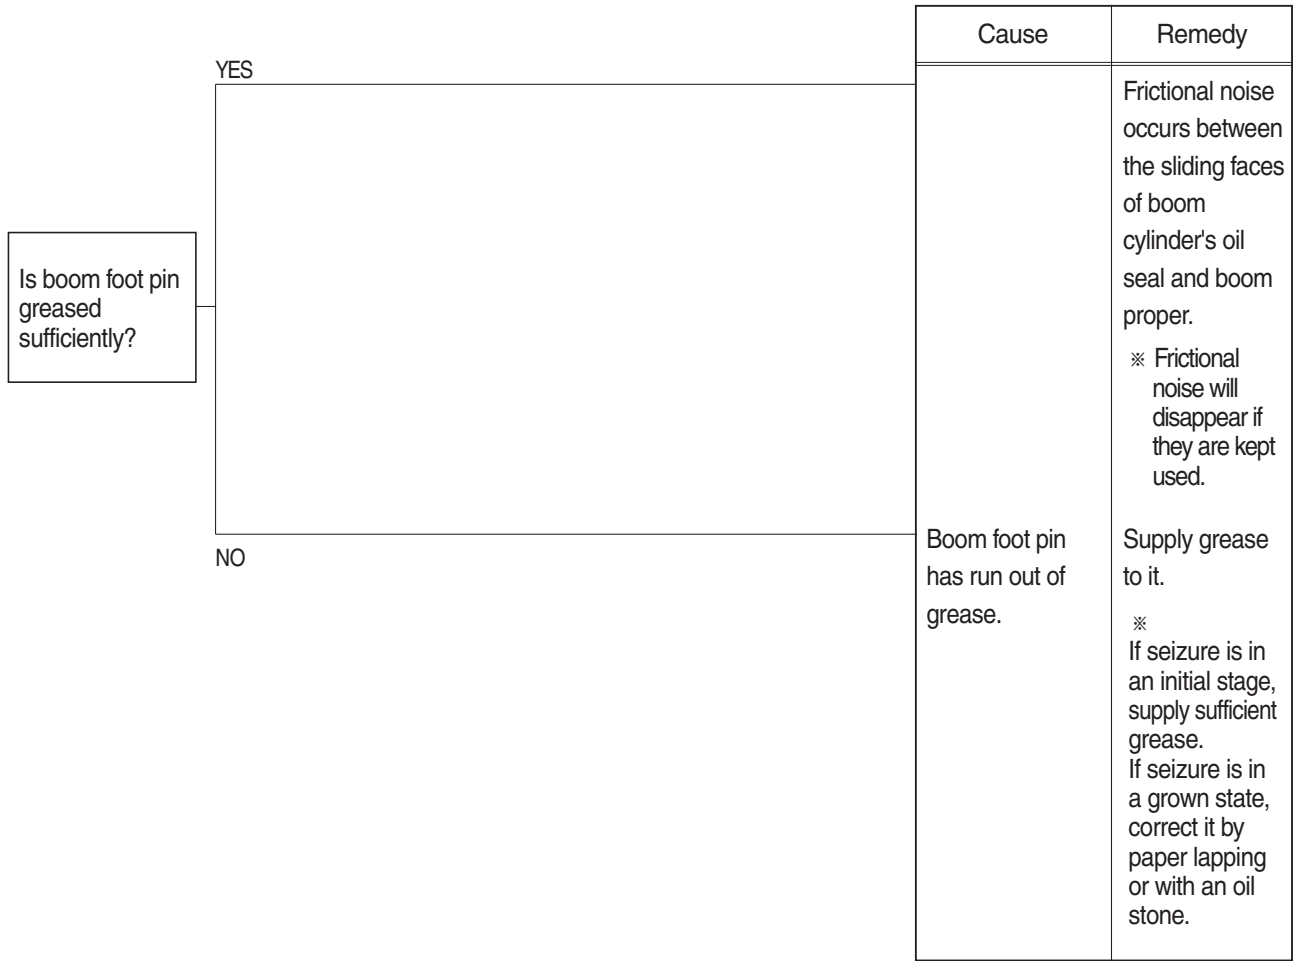 Cause
Remedy
YES
Frictional noise
occurs between
the sliding faces
of boom
cylinder's oil
seal and boom
proper.
※ Frictional
noise will
disappear if
they are kept
used.
Is boom foot pin
greased
sufficiently?
NO
Boom foot pin
has run out of
grease.
Supply grease
to it.
※
If seizure is in
an initial stage,
supply sufficient
grease.
If seizure is in
a grown state,
correct it by
paper lapping
or with an oil
stone.